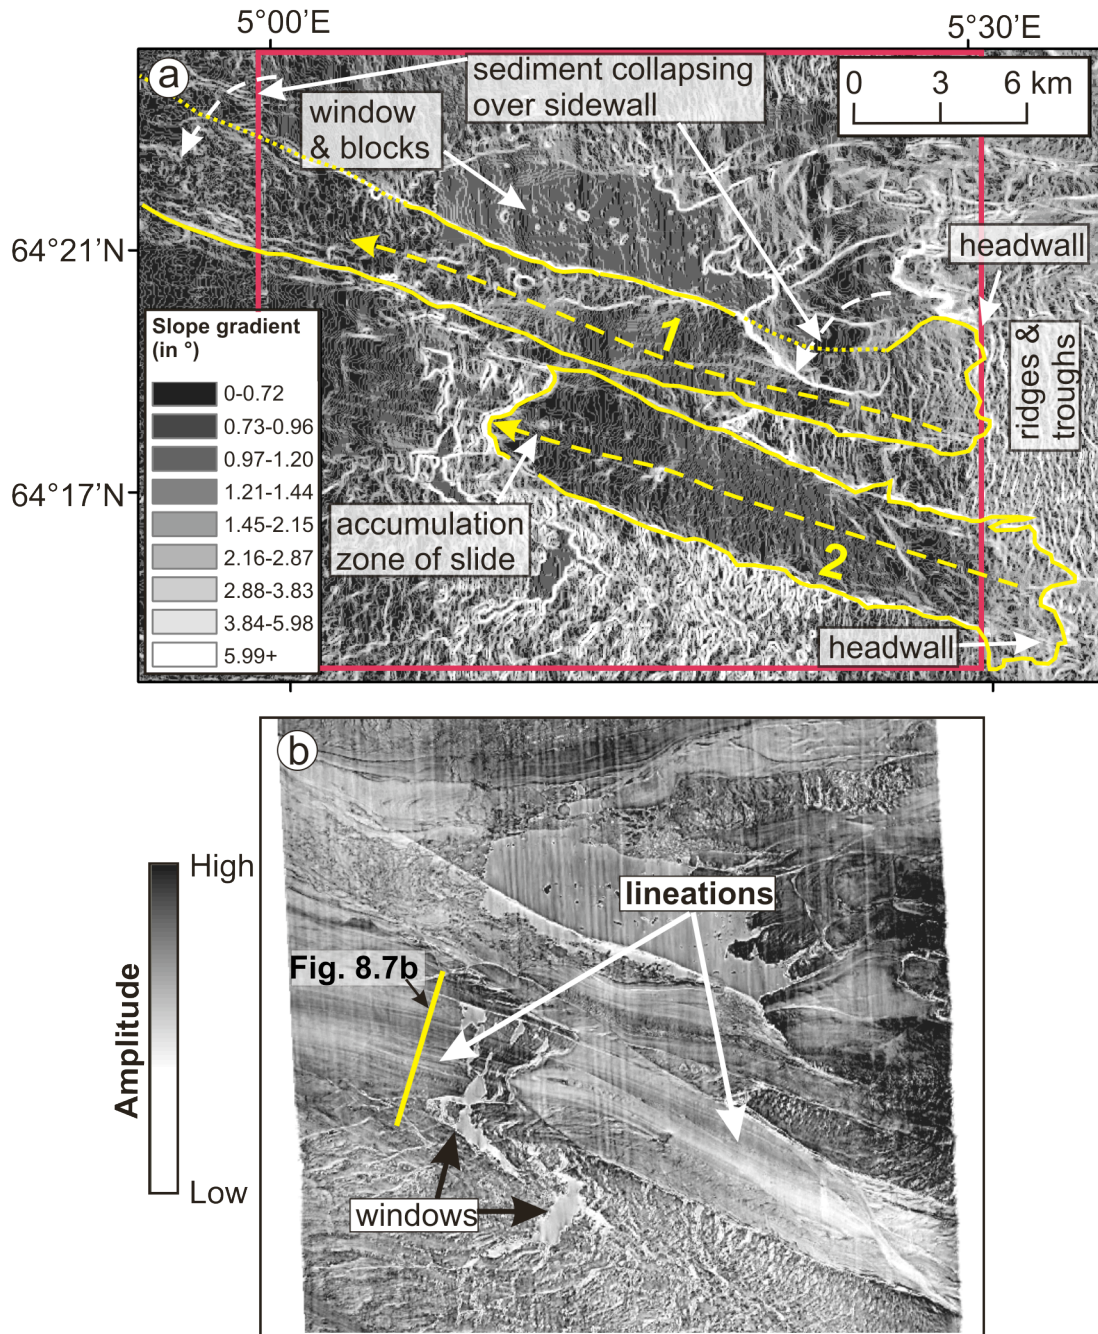 5°00’E
5°30’E
a
sediment collapsing
over sidewall
0 3 6 km
window
& blocks
64°21’N
headwall
Slope gradient
(in °)
0-0.72
0.73-0.96
0.97-1.20
1.21-1.44
1.45-2.15
2.16-2.87
2.88-3.83
3.84-5.98
5.99+
1
ridges &
troughs
64°17’N
accumulation
zone of slide
2
headwall
b
High
Amplitude
Low
lineations
Fig. 8.7b
windows